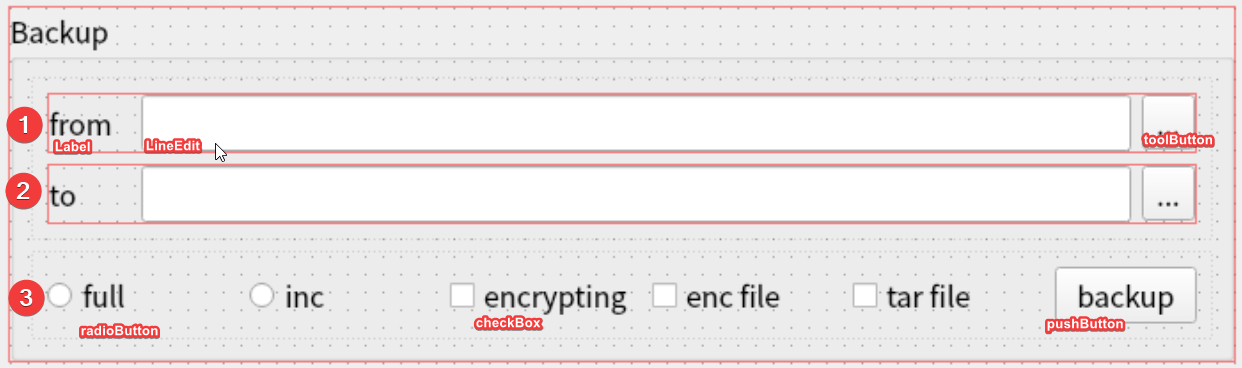 Backup
1 from ...
Label LineEdit toolButton
2 to ...
3 full inc encrypting enc file tar file backup
radioButton checkBox pushButton